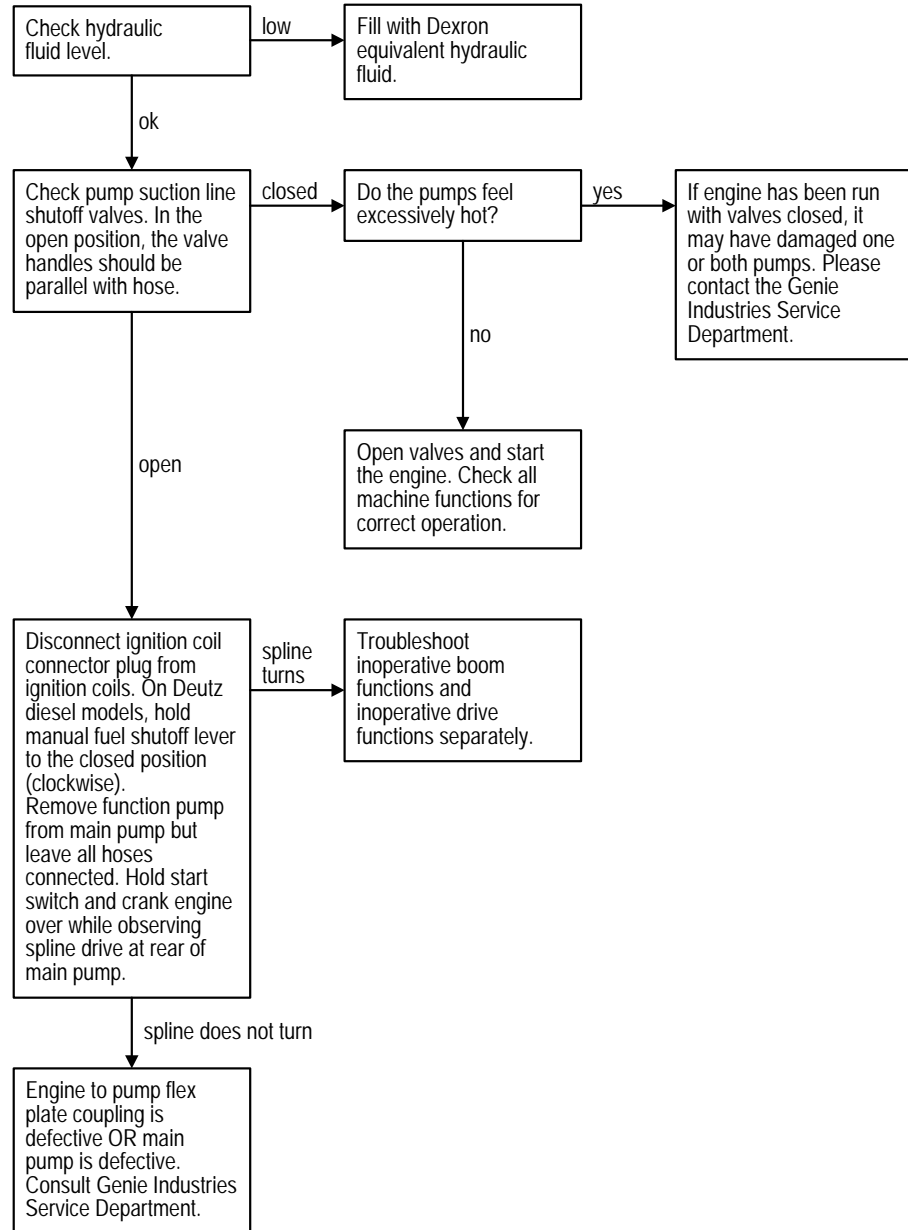 Check hydraulic
fluid level.
low
Fill with Dexron
equivalent hydraulic
fluid.
ok
Check pump suction line
shutoff valves. In the
open position, the valve
handles should be
parallel with hose.
closed
Do the pumps feel
excessively hot?
yes
If engine has been run
with valves closed, it
may have damaged one
or both pumps. Please
contact the Genie
Industries Service
Department.
no
Open valves and start
the engine. Check all
machine functions for
correct operation.
open
Disconnect ignition coil
connector plug from
ignition coils. On Deutz
diesel models, hold
manual fuel shutoff lever
to the closed position
(clockwise).
Remove function pump
from main pump but
leave all hoses
connected. Hold start
switch and crank engine
over while observing
spline drive at rear of
main pump.
spline
turns
Troubleshoot
inoperative boom
functions and
inoperative drive
functions separately.
spline does not turn
Engine to pump flex
plate coupling is
defective OR main
pump is defective.
Consult Genie Industries
Service Department.